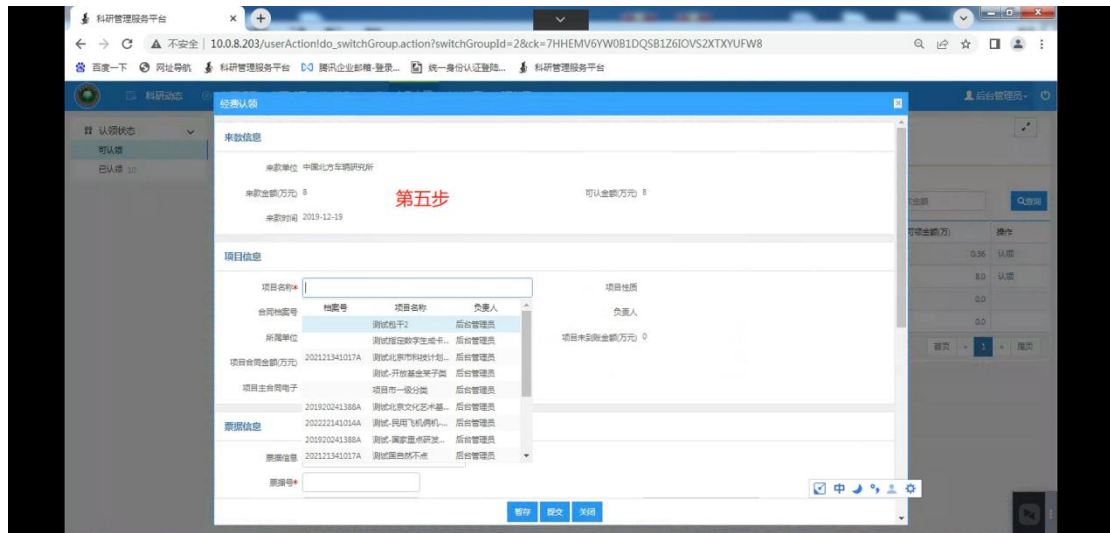 科研管理服务平台
不安全 | 10.0.8.203/userAction!do_switchGroup.action?switchGroupId=2&ck=7HHEMV6YW0B1DQSB1Z6IOVS2XTXYUFW8
百度一下 网址导航 科研管理服务平台 腾讯企业邮箱-登录... 统一身份认证登陆... 科研管理服务平台
科研动态 后台管理员
经费认领
认领状态
可认领
已认领 10
来款信息
来款单位 中国北方车辆研究所
来款金额(万元) 8 可认金额(万元) 8
第五步
来款时间 2019-12-19
查询
可领金额(万) 操作
0.36 认领
8.0 认领
0.0
0.0
首页 1 尾页
项目信息
项目名称* 项目性质
合同档案号 负责人
所属单位 项目未到账金额(万元) 0
项目合同金额(万元)
项目主合同电子
档案号 项目名称 负责人
测试包干2 后台管理员
测试指定数字生成卡... 后台管理员
202121341017A 测试北京市科技计划... 后台管理员
测试-开放基金某子类 后台管理员
项目市一级分类 后台管理员
201920241388A 测试北京文化艺术基... 后台管理员
202222141014A 测试-民用飞机偶机-... 后台管理员
201920241388A 测试-国家重点研发... 后台管理员
202121341017A 测试国自然不点 后台管理员
票据信息
票据信息
票据号*
暂存 提交 关闭
中